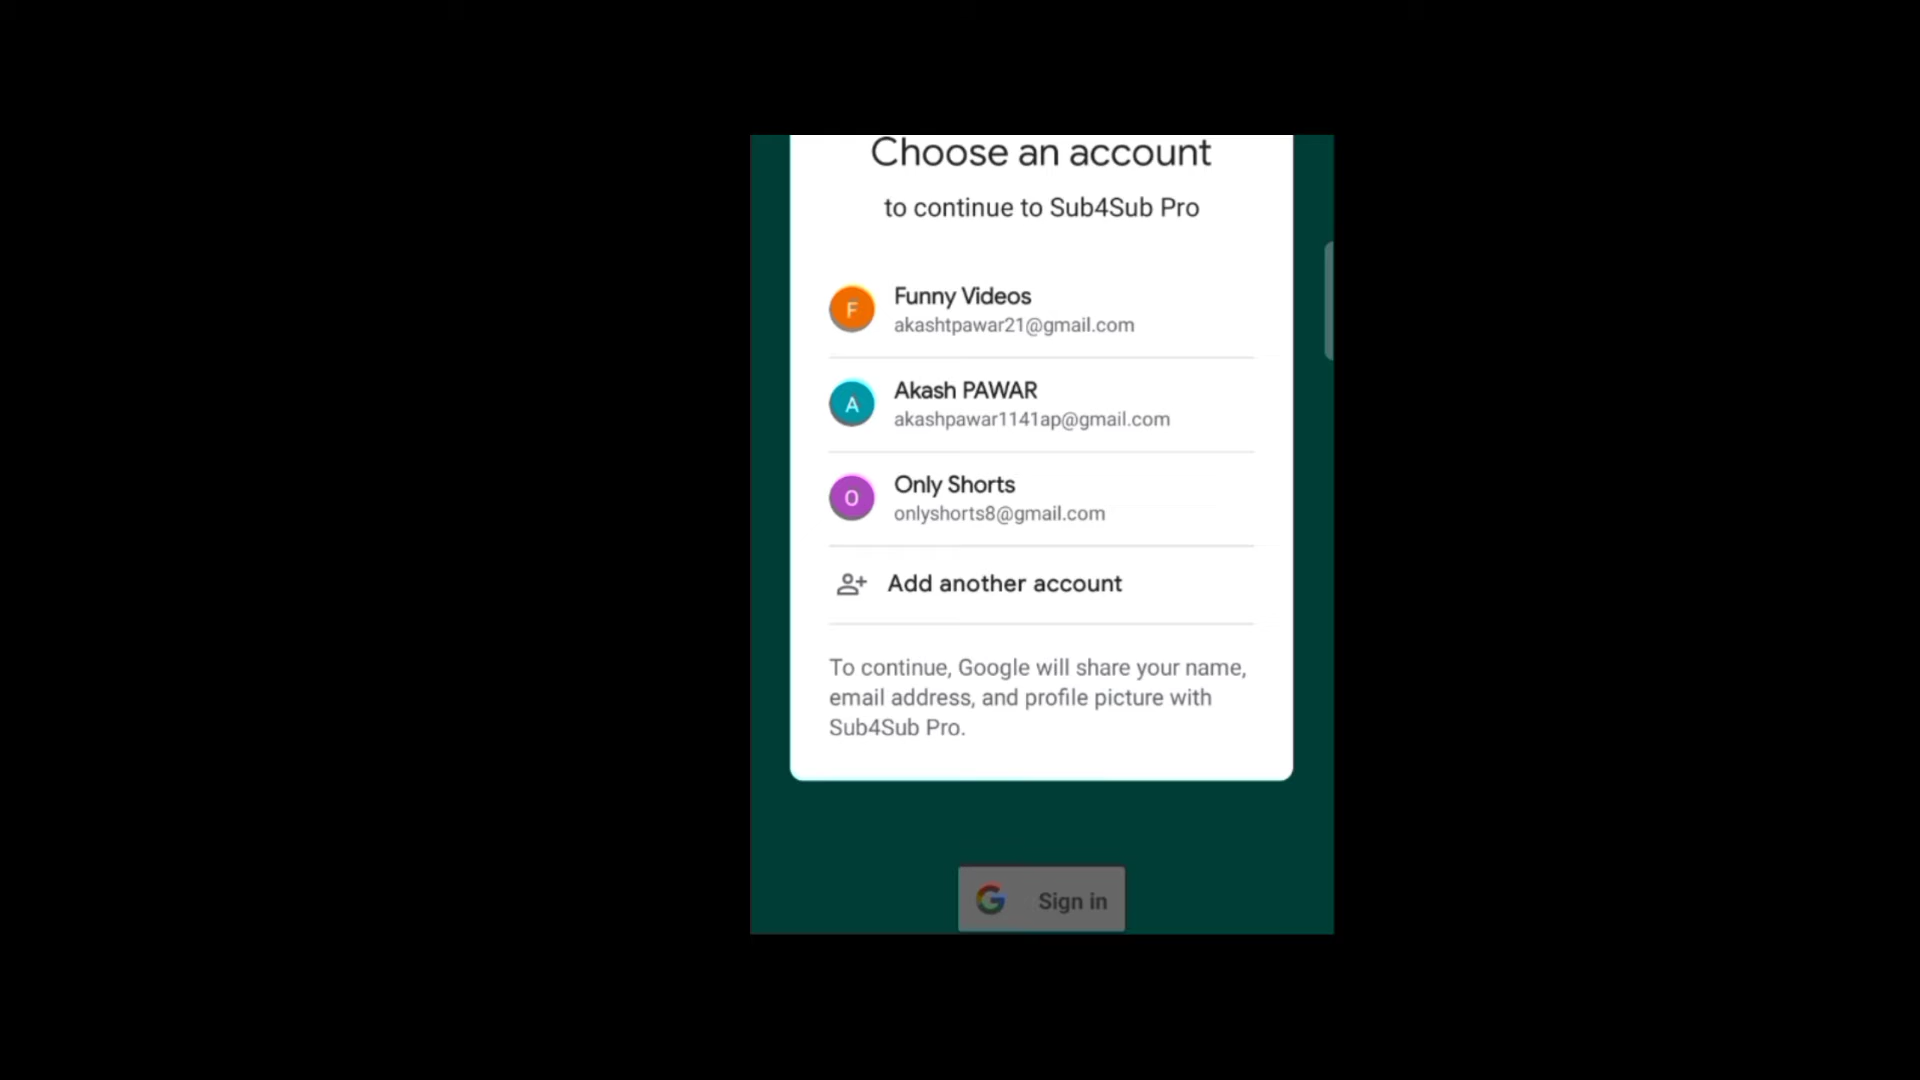 Choose an account
to continue to Sub4Sub Pro
F
Funny Videos
akashtpawar21@gmail.com
A
Akash PAWAR
akashpawar1141ap@gmail.com
O
Only Shorts
onlyshorts8@gmail.com
Add another account
To continue, Google will share your name,
email address, and profile picture with
Sub4Sub Pro.
G
Sign in